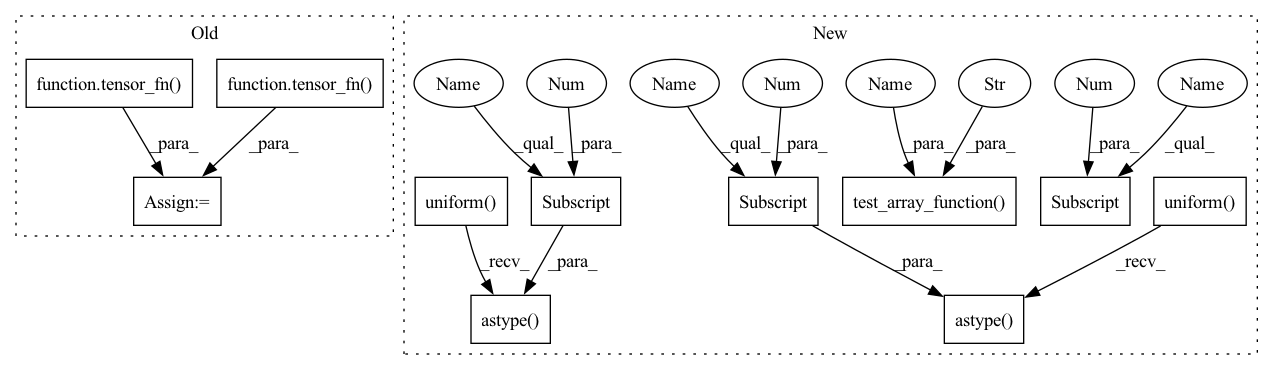 Old
New
function.tensor_fn()
function.tensor_fn()
Name
Num
Name
Num
Name
Str
Num
Name
_para_
_para_
_qual_
_para_
_qual_
_para_
_para_
_para_
_para_
_qual_
Assign:=
uniform()
Subscript
Subscript
test_array_function()
Subscript
uniform()
_recv_
_para_
_para_
_recv_
astype()
astype()